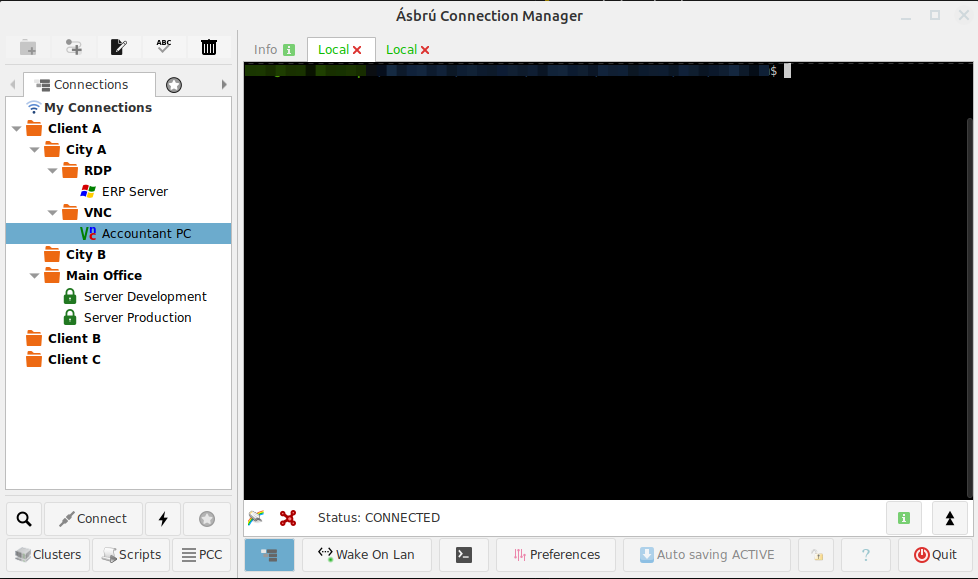 Ásbrú Connection Manager
ABC
Info Local Local
Connections
My Connections
Client A
City A
RDP
ERP Server
VNC
Accountant PC
City B
Main Office
Server Development
Server Production
Client B
Client C
$
Connect
Status: CONNECTED
Clusters Scripts PCC Wake On Lan Preferences Auto saving ACTIVE ? Quit